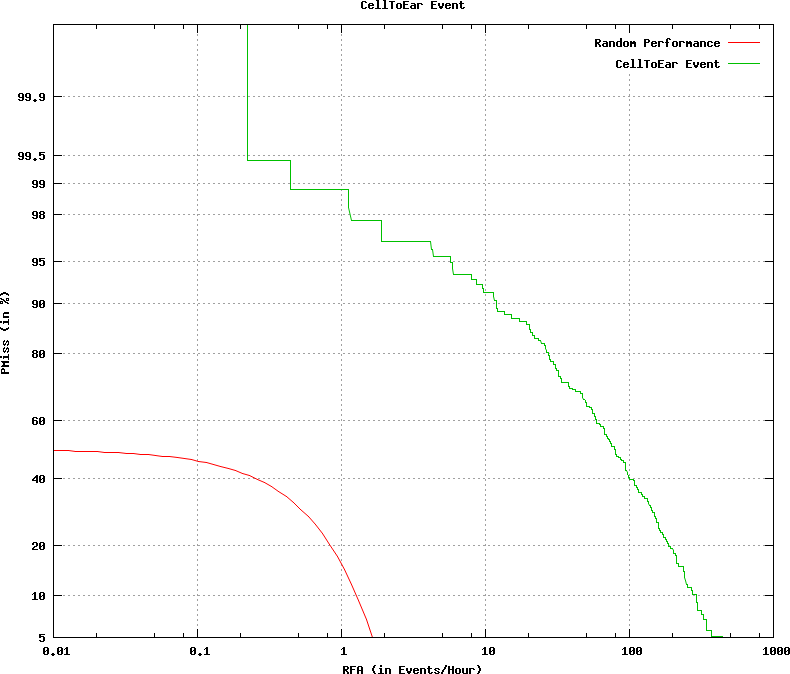 CellToEar Event
Random Performance
CellToEar Event
99.9
99.5
99
98
95
90
80
60
40
20
10
5
PMiss (in %)
0.01 0.1 1 10 100 1000
RFA (in Events/Hour)